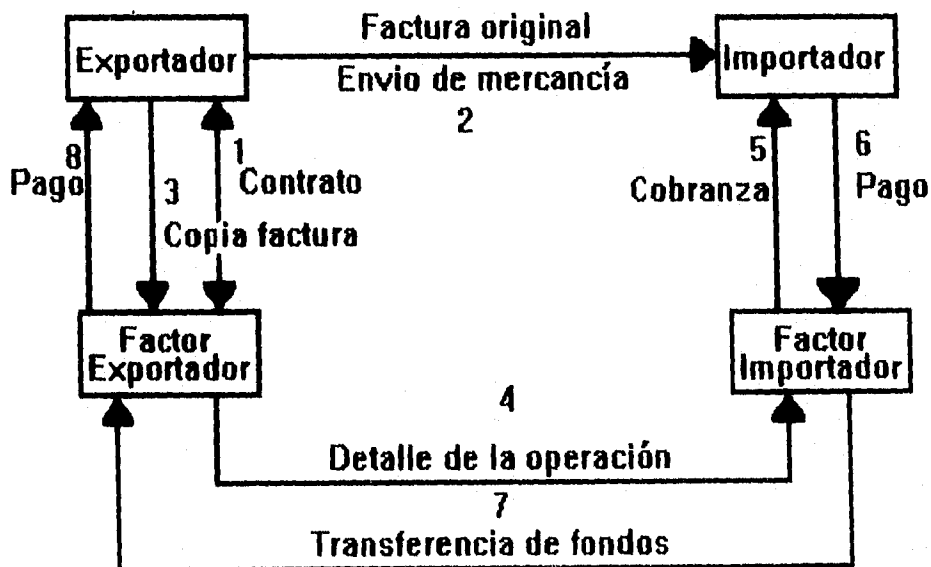 Factura original
Exportador
Importador
Envio de mercancía
2
8
Pago
3
1
Contrato
Copia factura
5
Cobranza
6
Pago
Factor
Exportador
Factor
Importador
4
Detalle de la operación
7
Transferencia de fondos